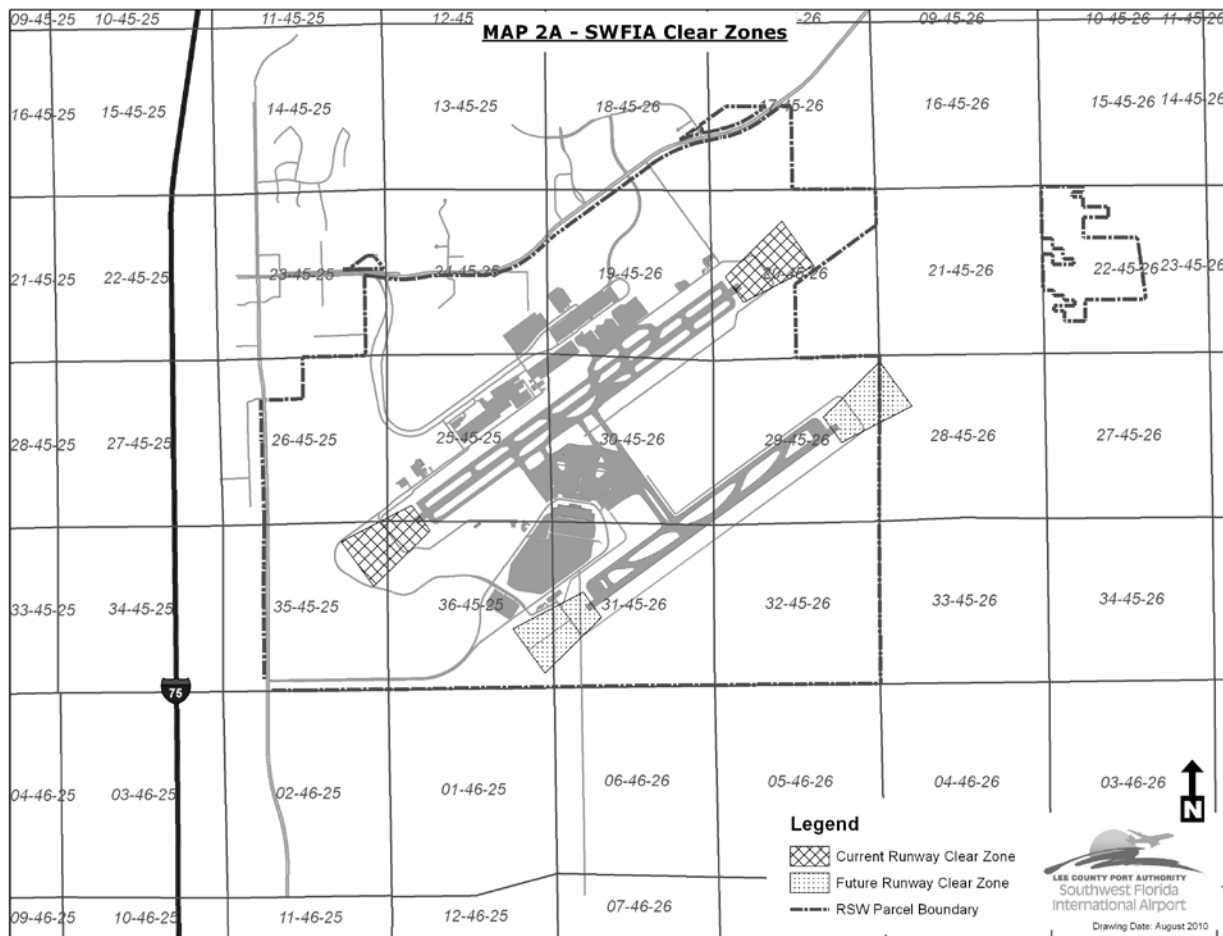 09-45-25 10-45-25 11-45-25 12-45 MAP 2A - SWFIA Clear Zones 26 09-45-26 10-45-26 11-45-26
16-45-25 15-45-25 14-45-25 13-45-25 18-45-26 17-45-26 16-45-26 15-45-26 14-45-26
21-45-25 22-45-25 23-45-25 24-45-25 19-45-26 20-45-26 21-45-26 22-45-26 23-45-26
28-45-25 27-45-25 26-45-25 25-45-25 30-45-26 29-45-26 28-45-26 27-45-26
33-45-25 34-45-25 35-45-25 36-45-25 31-45-26 32-45-26 33-45-26 34-45-26
75
04-46-25 03-46-25 02-46-25 01-46-25 06-46-26 05-46-26 04-46-26 03-46-26
N
09-46-25 10-46-25 11-46-25 12-46-25 07-46-26
Legend
Current Runway Clear Zone
Future Runway Clear Zone
RSW Parcel Boundary
LEE COUNTY PORT AUTHORITY
Southwest Florida
International Airport
Drawing Date: August 2010